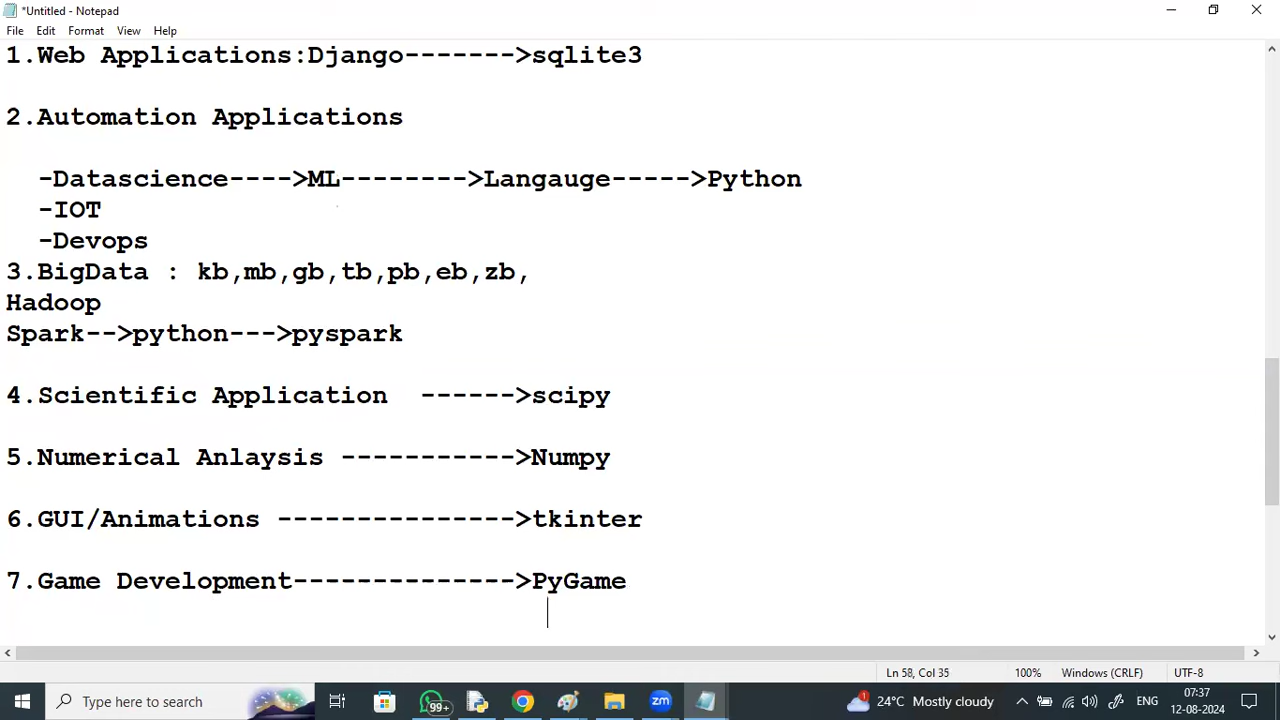 *Untitled - Notepad
File Edit Format View Help
1.Web Applications:Django------->sqlite3
2.Automation Applications
-Datascience---->ML-------->Langauge----->Python
-IOT
-Devops
3.BigData : kb,mb,gb,tb,pb,eb,zb,
Hadoop
Spark-->python--->pyspark
4.Scientific Application ------>scipy
5.Numerical Anlaysis ----------->Numpy
6.GUI/Animations --------------->tkinter
7.Game Development-------------->PyGame
Ln 58, Col 35 100% Windows (CRLF) UTF-8
Type here to search 99+ zm 1 24°C Mostly cloudy ENG 07:37
12-08-2024